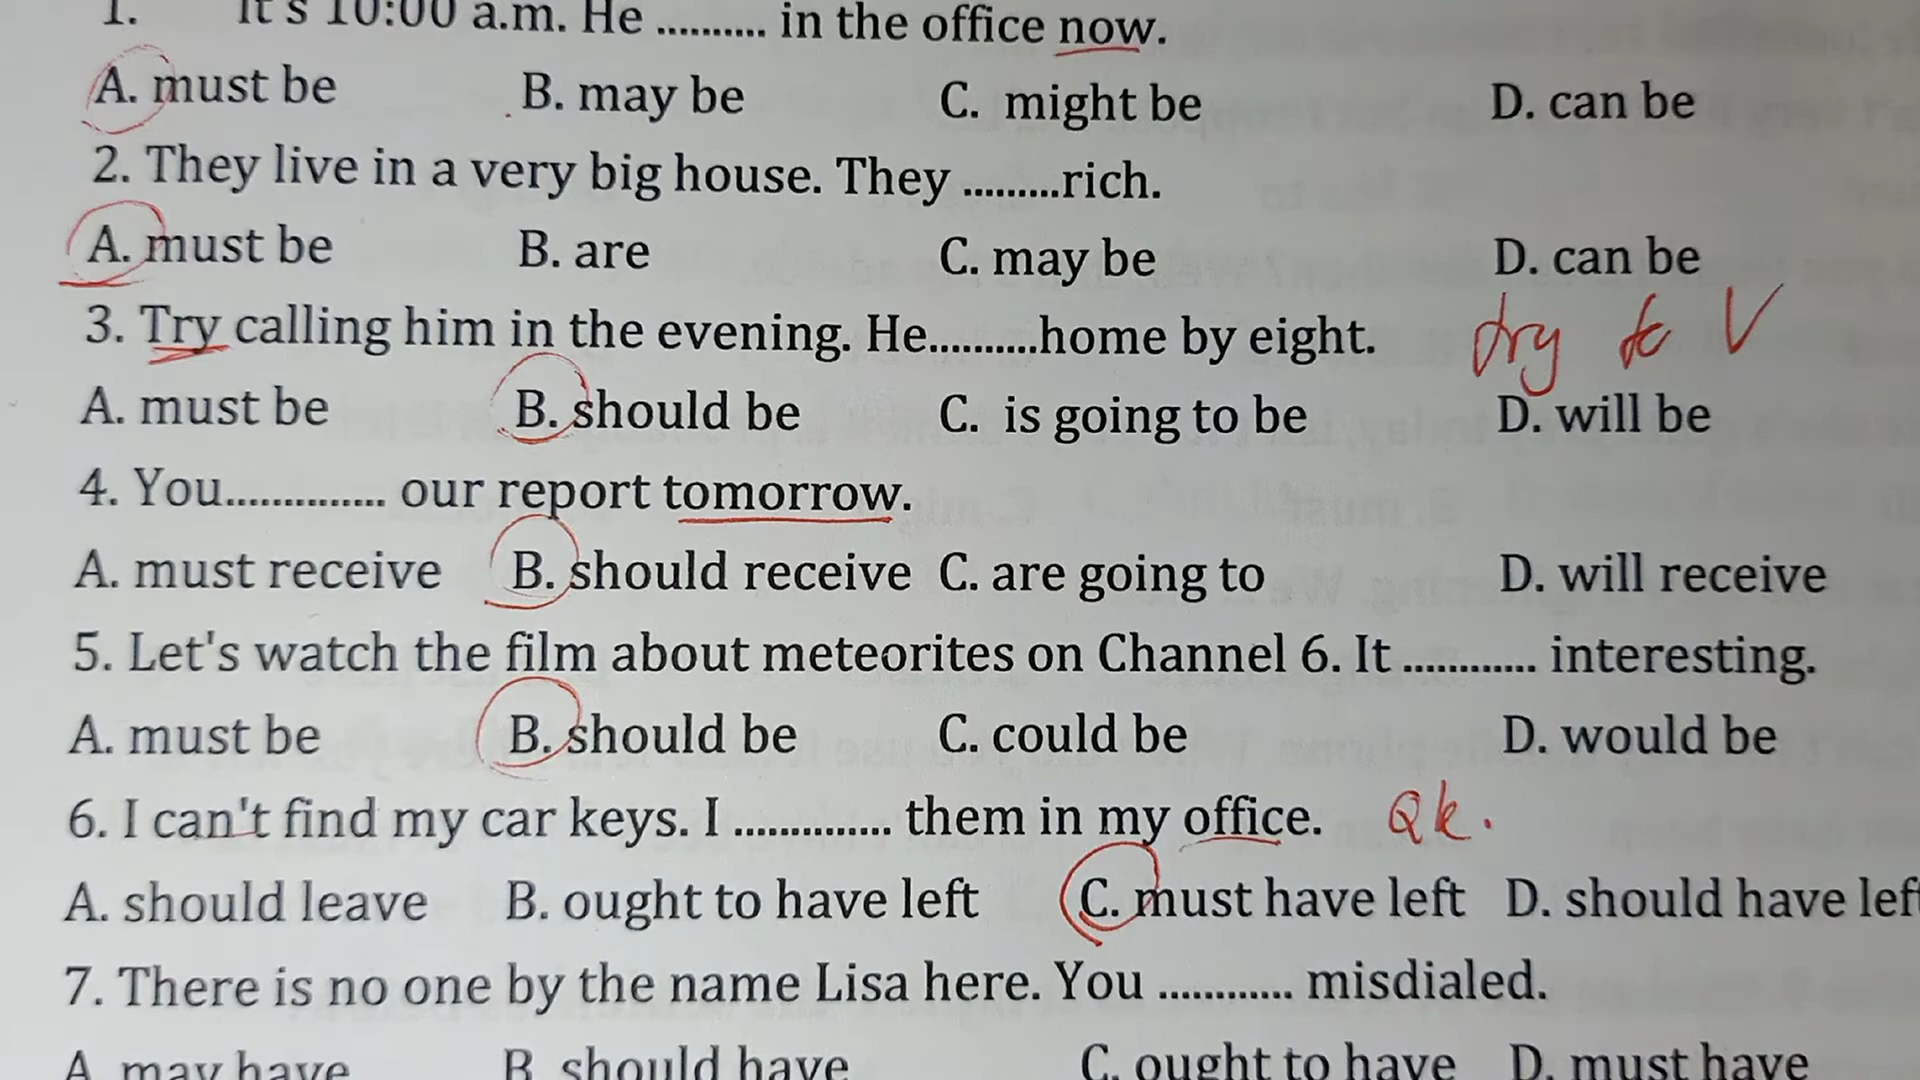 1. It's 10:00 a.m. He .......... in the office now.
A. must be B. may be C. might be D. can be
2. They live in a very big house. They .........rich.
A. must be B. are C. may be D. can be
3. Try calling him in the evening. He..........home by eight. try to V
A. must be B. should be C. is going to be D. will be
4. You............... our report tomorrow.
A. must receive B. should receive C. are going to D. will receive
5. Let's watch the film about meteorites on Channel 6. It ............ interesting.
A. must be B. should be C. could be D. would be
6. I can't find my car keys. I ............... them in my office. Qk.
A. should leave B. ought to have left C. must have left D. should have left
7. There is no one by the name Lisa here. You ............. misdialed.
A. may have B. should have C. ought to have D. must have